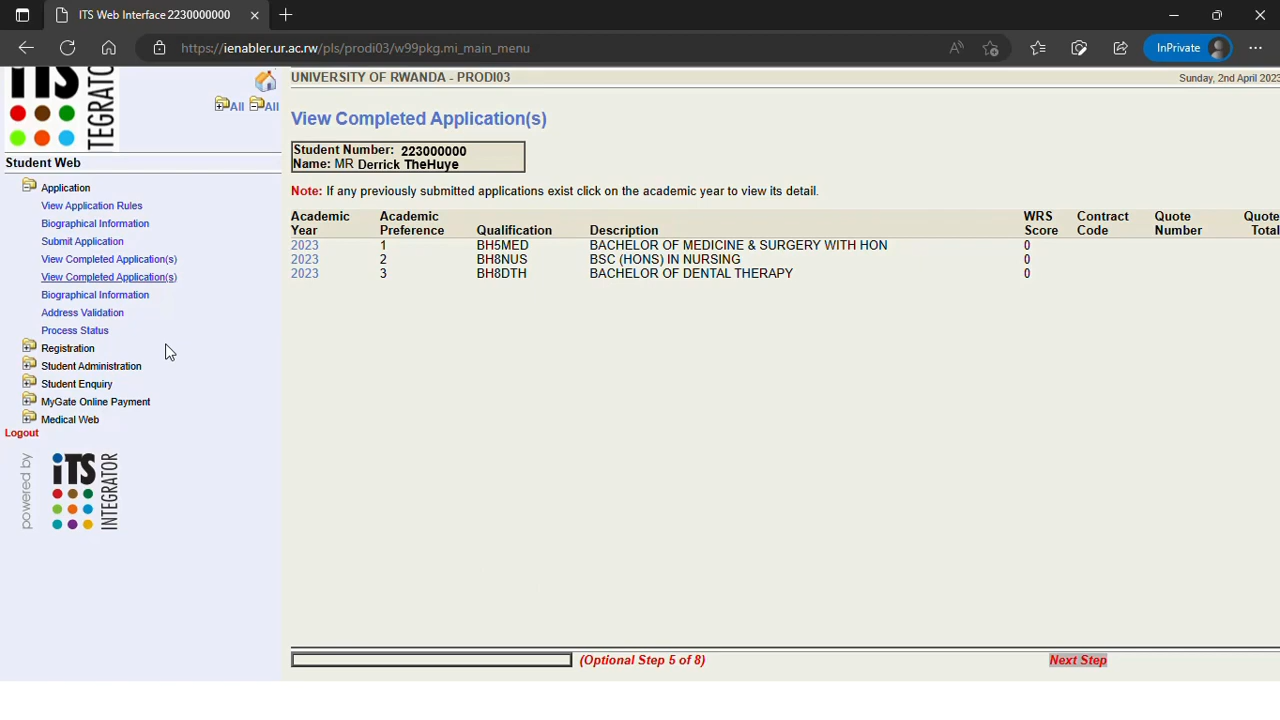 ITS Web Interface 2230000000
https://ienabler.ur.ac.rw/pls/prodi03/w99pkg.mi_main_menu
InPrivate
iTS
TEGRATOR
All All
Student Web
Application
View Application Rules
Biographical Information
Submit Application
View Completed Application(s)
View Completed Application(s)
Biographical Information
Address Validation
Process Status
Registration
Student Administration
Student Enquiry
MyGate Online Payment
Medical Web
Logout
powered by
iTS
INTEGRATOR
UNIVERSITY OF RWANDA - PRODI03
Sunday, 2nd April 2023
View Completed Application(s)
Student Number: 223000000
Name: MR Derrick TheHuye
Note: If any previously submitted applications exist click on the academic year to view its detail.
Academic Academic WRS Contract Quote Quote
Year Preference Qualification Description Score Code Number Total
2023 1 BH5MED BACHELOR OF MEDICINE & SURGERY WITH HON 0
2023 2 BH8NUS BSC (HONS) IN NURSING 0
2023 3 BH8DTH BACHELOR OF DENTAL THERAPY 0
(Optional Step 5 of 8)
Next Step